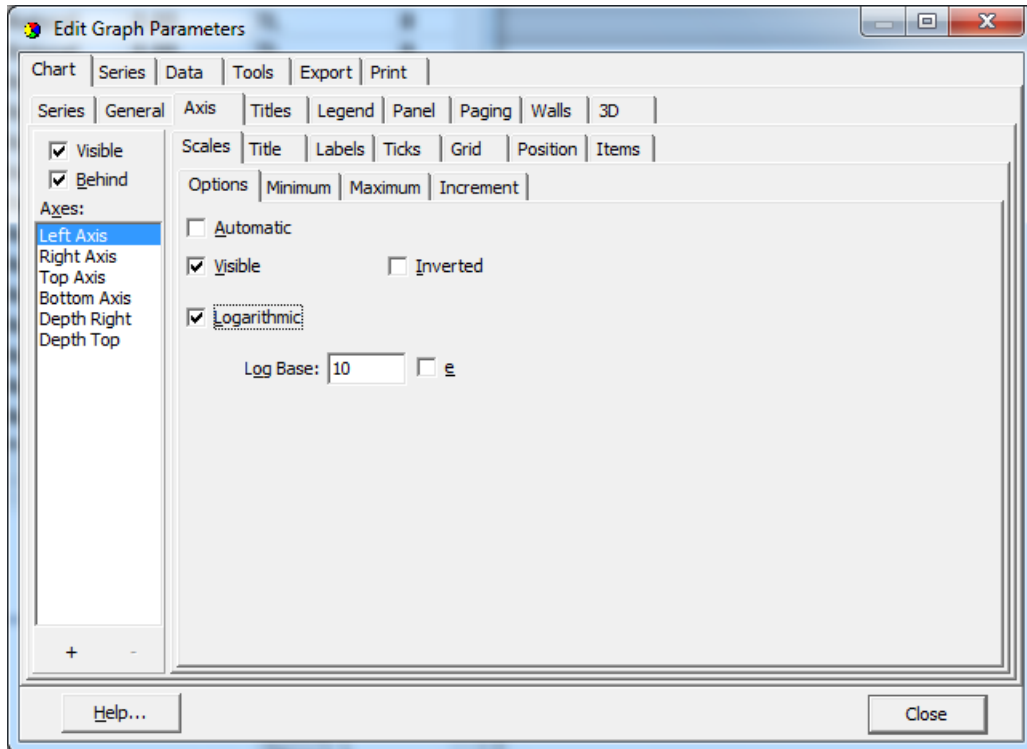 Edit Graph Parameters
Chart Series Data Tools Export Print
Series General Axis Titles Legend Panel Paging Walls 3D
Visible
Behind
Axes:
Left Axis
Right Axis
Top Axis
Bottom Axis
Depth Right
Depth Top
+ -
Scales Title Labels Ticks Grid Position Items
Options Minimum Maximum Increment
Automatic
Visible Inverted
Logarithmic
Log Base: 10 e
Help... Close